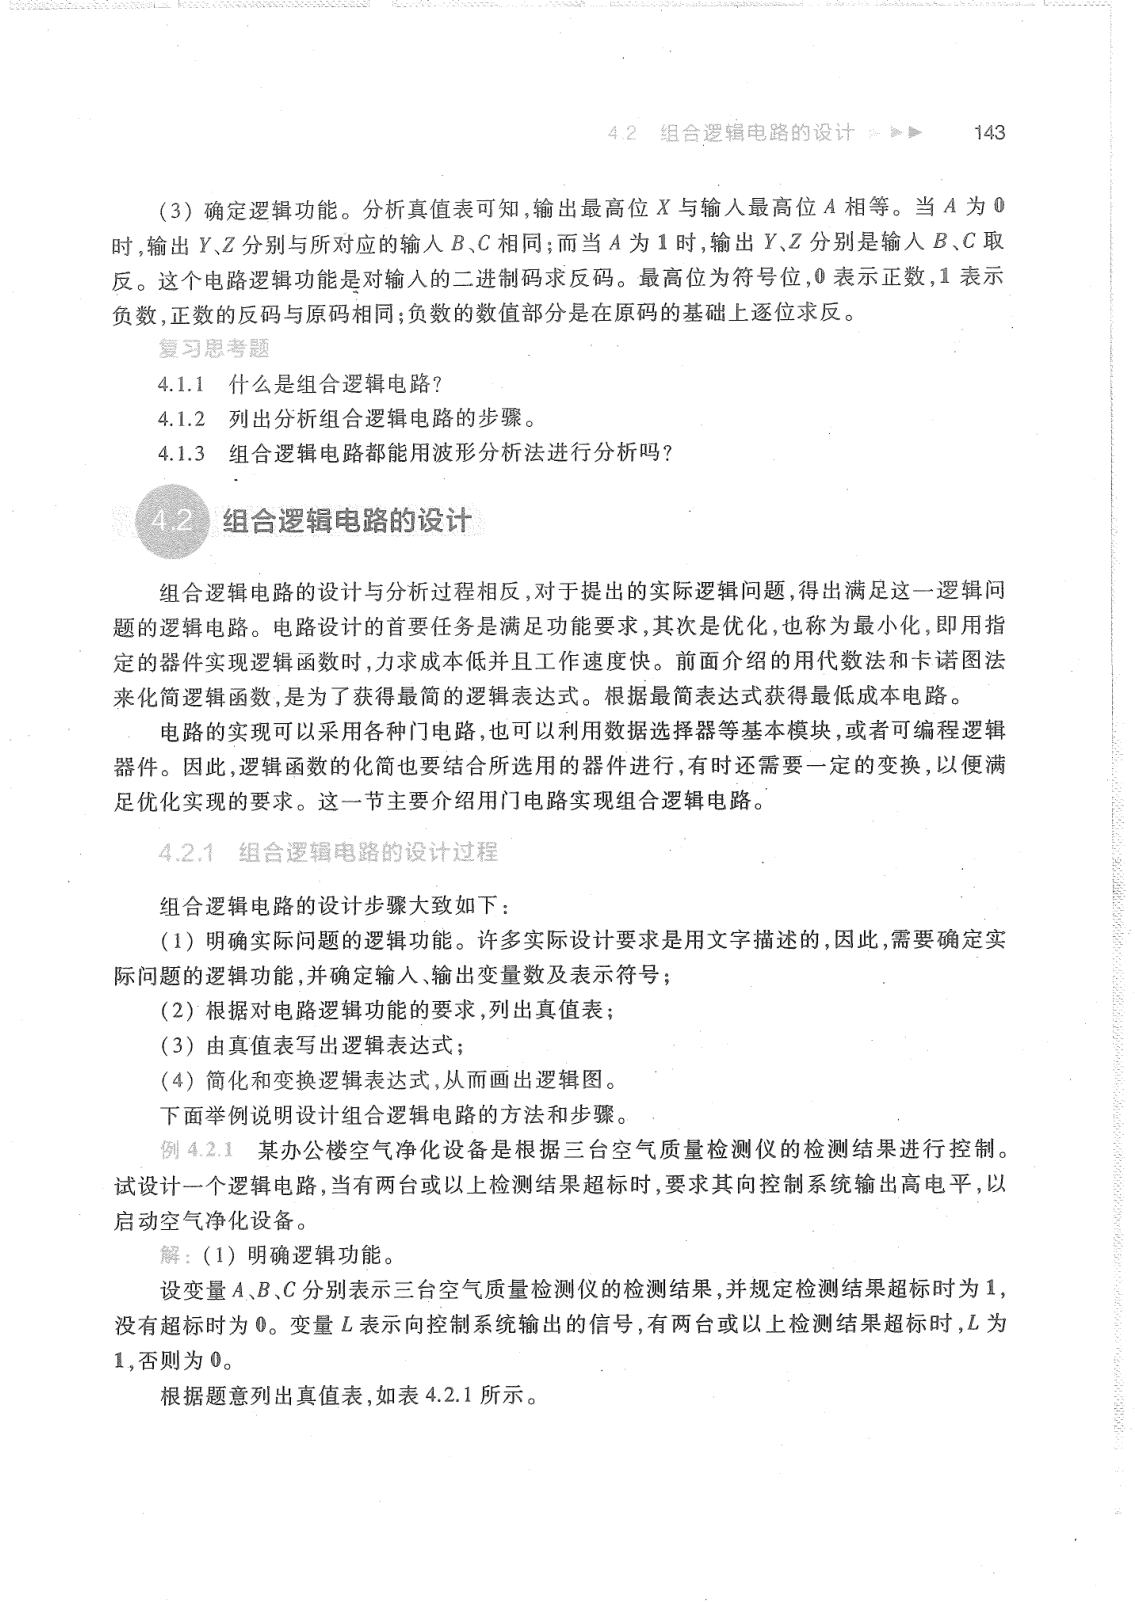 4.2 组合逻辑电路的设计 143
(3) 确定逻辑功能。分析真值表可知,输出最高位 X 与输入最高位 A 相等。当 A 为 0
时,输出 Y、Z 分别与所对应的输入 B、C 相同;而当 A 为 1 时,输出 Y、Z 分别是输入 B、C 取
反。这个电路逻辑功能是对输入的二进制码求反码。最高位为符号位,0 表示正数,1 表示
负数,正数的反码与原码相同;负数的数值部分是在原码的基础上逐位求反。
复习思考题
4.1.1 什么是组合逻辑电路?
4.1.2 列出分析组合逻辑电路的步骤。
4.1.3 组合逻辑电路都能用波形分析法进行分析吗?
4.2 组合逻辑电路的设计
组合逻辑电路的设计与分析过程相反,对于提出的实际逻辑问题,得出满足这一逻辑问
题的逻辑电路。电路设计的首要任务是满足功能要求,其次是优化,也称为最小化,即用指
定的器件实现逻辑函数时,力求成本低并且工作速度快。前面介绍的用代数法和卡诺图法
来化简逻辑函数,是为了获得最简的逻辑表达式。根据最简表达式获得最低成本电路。
电路的实现可以采用各种门电路,也可以利用数据选择器等基本模块,或者可编程逻辑
器件。因此,逻辑函数的化简也要结合所选用的器件进行,有时还需要一定的变换,以便满
足优化实现的要求。这一节主要介绍用门电路实现组合逻辑电路。
4.2.1 组合逻辑电路的设计过程
组合逻辑电路的设计步骤大致如下:
(1) 明确实际问题的逻辑功能。许多实际设计要求是用文字描述的,因此,需要确定实
际问题的逻辑功能,并确定输入、输出变量数及表示符号;
(2) 根据对电路逻辑功能的要求,列出真值表;
(3) 由真值表写出逻辑表达式;
(4) 简化和变换逻辑表达式,从而画出逻辑图。
下面举例说明设计组合逻辑电路的方法和步骤。
例 4.2.1 某办公楼空气净化设备是根据三台空气质量检测仪的检测结果进行控制。
试设计一个逻辑电路,当有两台或以上检测结果超标时,要求其向控制系统输出高电平,以
启动空气净化设备。
解:(1) 明确逻辑功能。
设变量 A、B、C 分别表示三台空气质量检测仪的检测结果,并规定检测结果超标时为 1,
没有超标时为 0。变量 L 表示向控制系统输出的信号,有两台或以上检测结果超标时,L 为
1,否则为 0。
根据题意列出真值表,如表 4.2.1 所示。